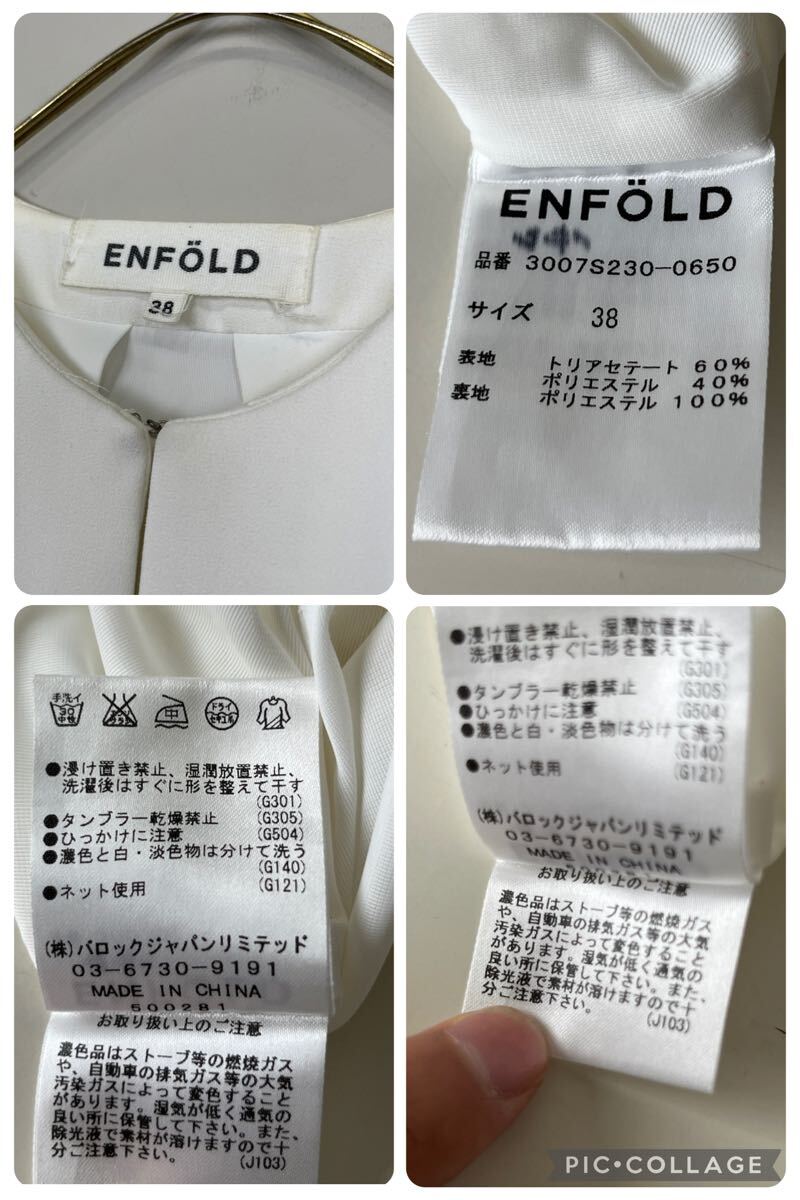 ENFÖLD
38
ENFÖLD
品番 3007S230-0650
サイズ 38
表地 トリアセテート 60%
ポリエステル 40%
裏地 ポリエステル 100%
手洗イ
30
中性
中
ドライ
セキユ系
●浸け置き禁止、湿潤放置禁止、
洗濯後はすぐに形を整えて干す
(G301)
●タンブラー乾燥禁止 (G305)
●ひっかけに注意 (G504)
●濃色と白・淡色物は分けて洗う
(G140)
●ネット使用 (G121)
(株)バロックジャパンリミテッド
03-6730-9191
MADE IN CHINA
500281
お取り扱い上のご注意
濃色品はストーブ等の燃焼ガス
や、自動車の排気ガス等の大気
汚染ガスによって変色すること
があります。湿気が低く通気の
良い所に保管して下さい。また、
除光液で素材が溶けますので十
分ご注意下さい。 (J103)
●浸け置き禁止、湿潤放置禁止、
洗濯後はすぐに形を整えて干す
(G301)
●タンブラー乾燥禁止 (G305)
●ひっかけに注意 (G504)
●濃色と白・淡色物は分けて洗う
(G140)
●ネット使用 (G121)
(株)バロックジャパンリミテッド
03-6730-9191
MADE IN CHINA
お取り扱い上のご注意
濃色品はストーブ等の燃焼ガス
や、自動車の排気ガス等の大気
汚染ガスによって変色すること
があります。湿気が低く通気の
良い所に保管して下さい。また、
除光液で素材が溶けますので十
分ご注意下さい。 (J103)
PIC•COLLAGE